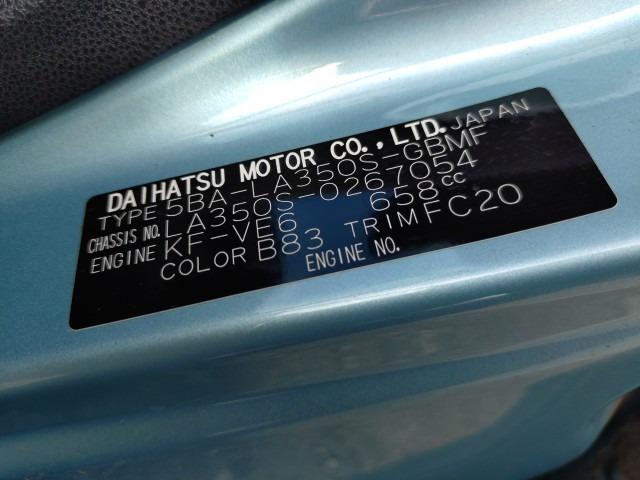 DAIHATSU MOTOR CO., LTD. JAPAN
TYPE 5BA-LA350S-GBMF
CHASSIS NO. LA350S-0267054
ENGINE KF-VE6 658cc
COLOR B83 TRIM FC20
ENGINE NO.